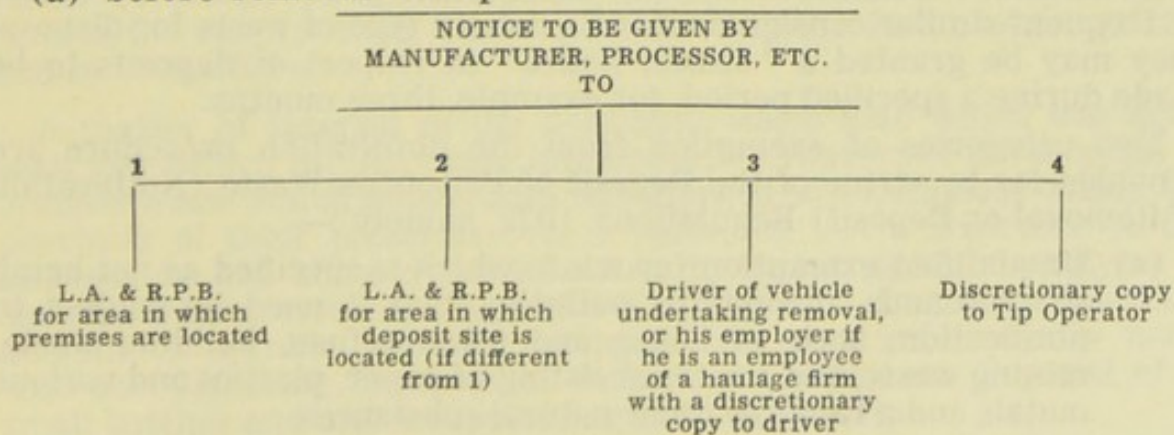 NOTICE TO BE GIVEN BY
MANUFACTURER, PROCESSOR, ETC.
TO
1
2
3
4
L.A. & R.P.B.
for area in which
premises are located
L.A. & R.P.B.
for area in which
deposit site is
located (if different
from 1)
Driver of vehicle
undertaking removal,
or his employer if
he is an employee
of a haulage firm
with a discretionary
copy to driver
Discretionary copy
to Tip Operator